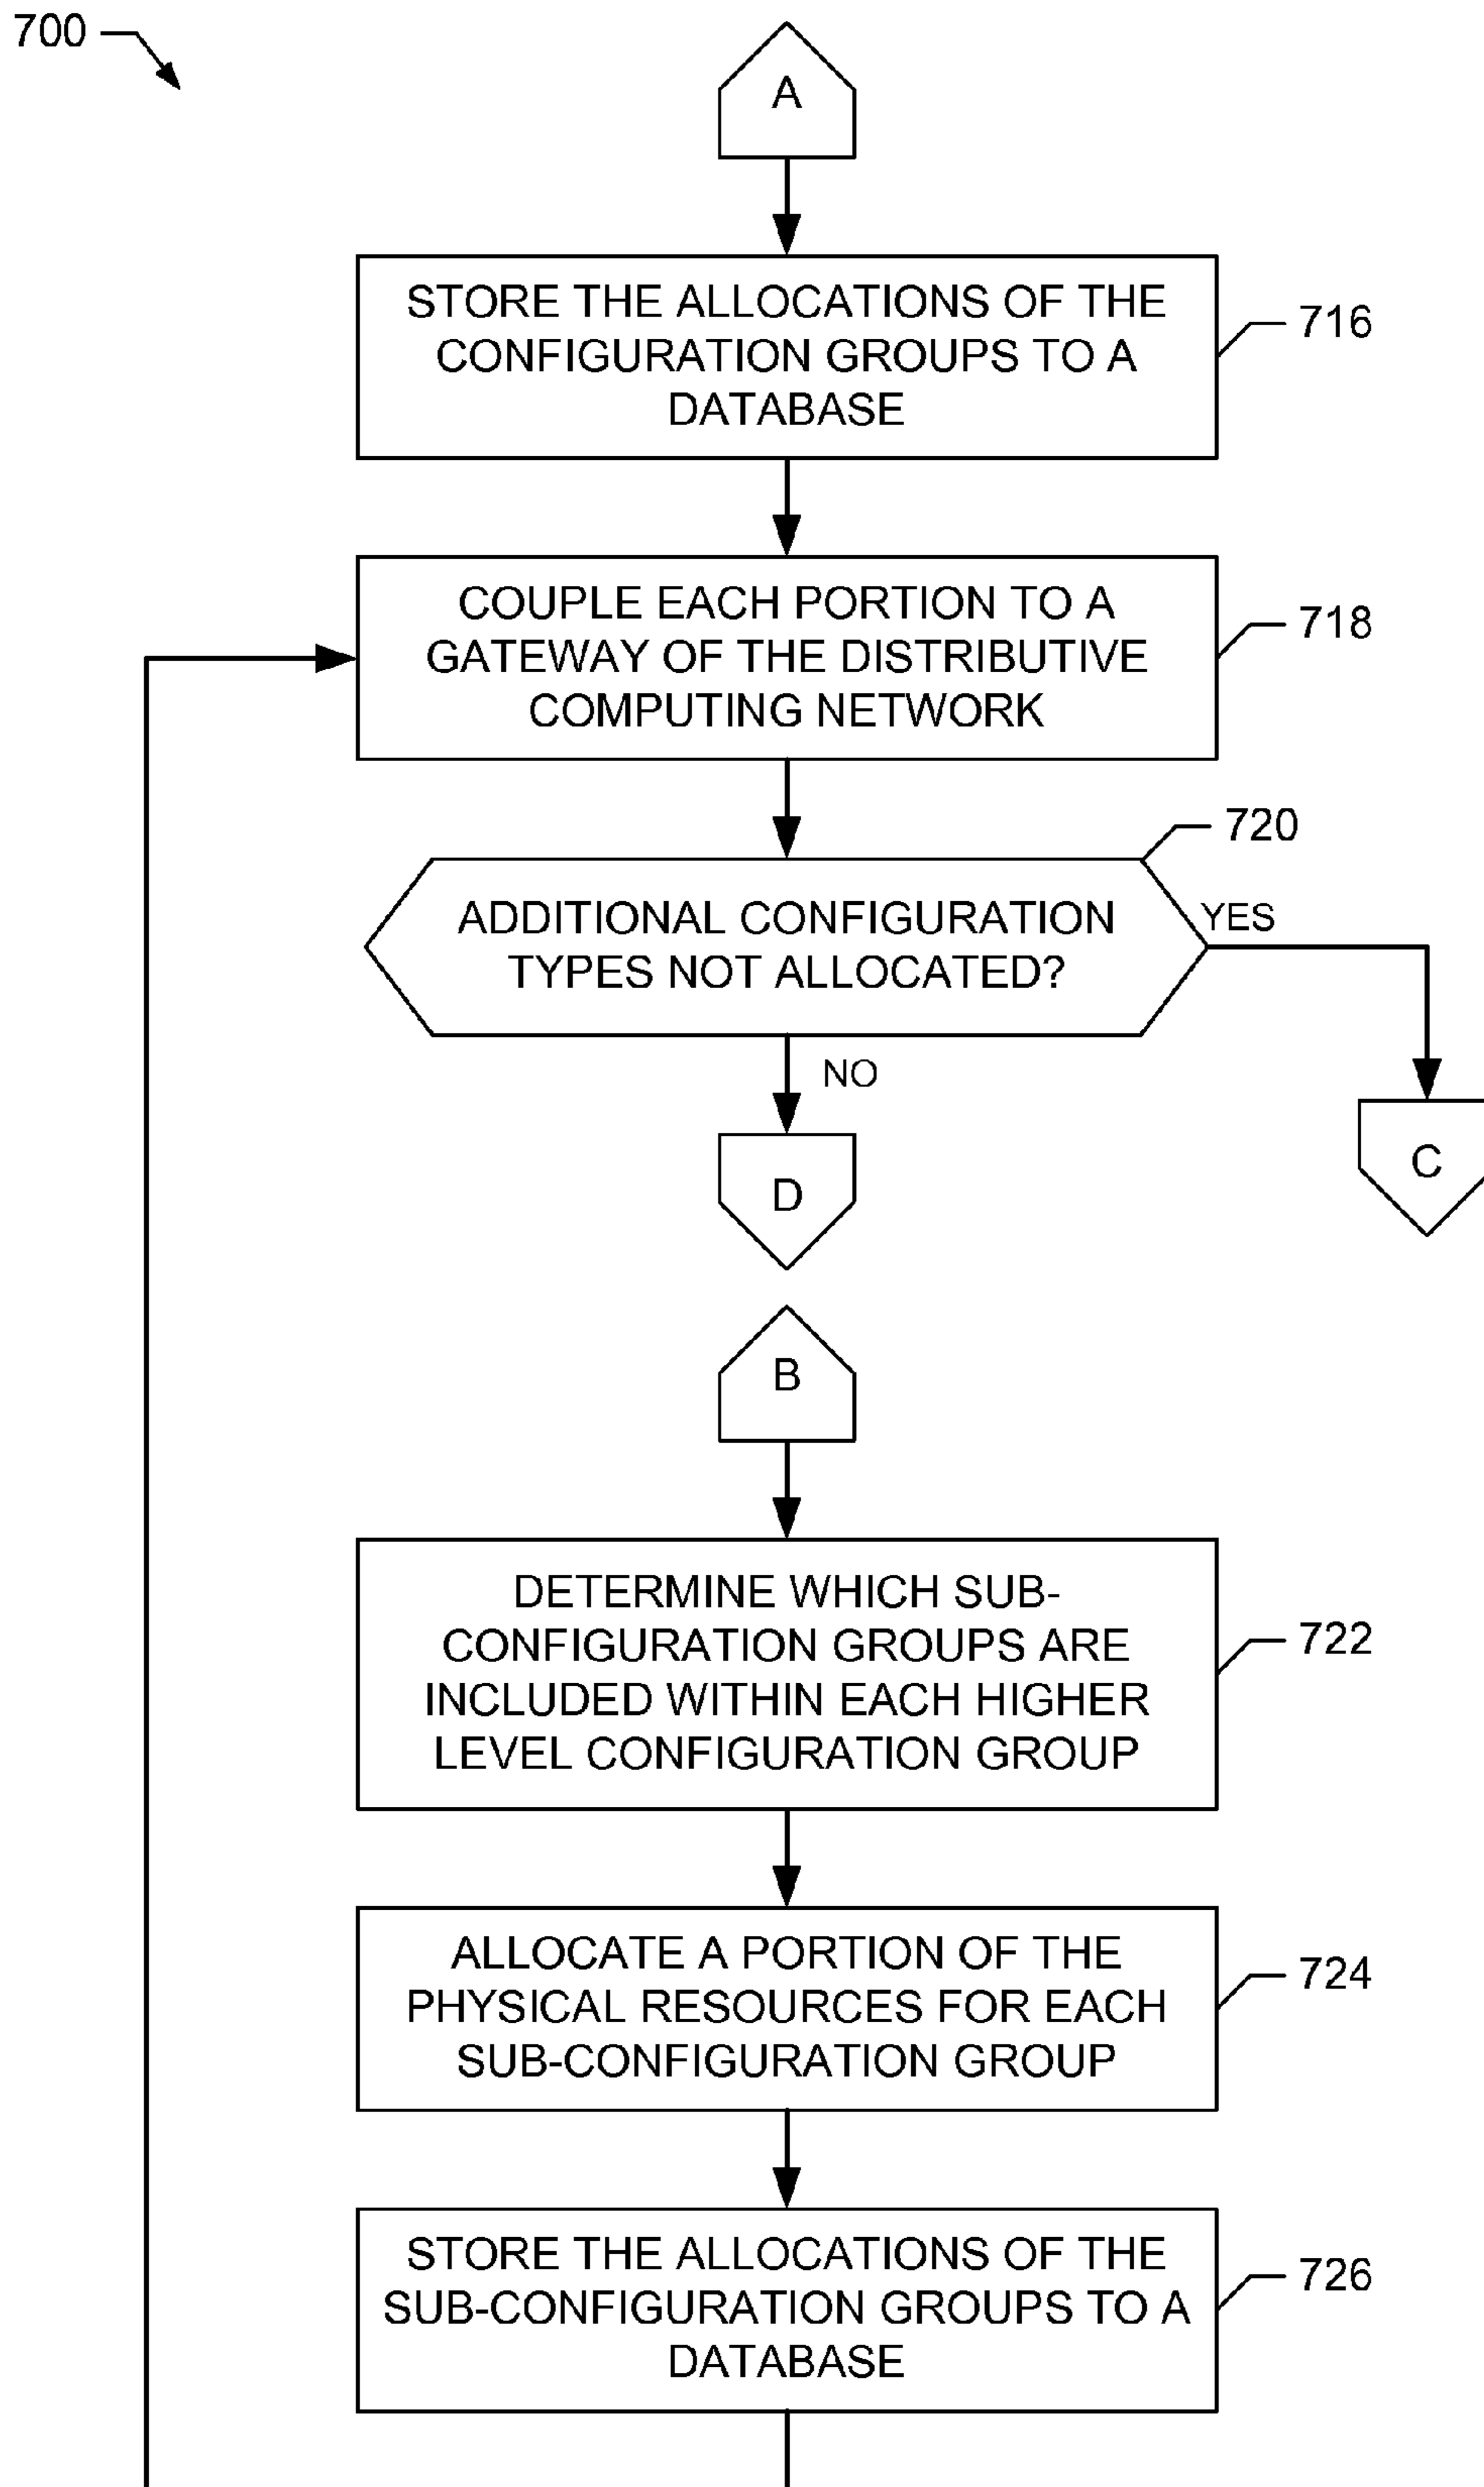 700
A
STORE THE ALLOCATIONS OF THE
CONFIGURATION GROUPS TO A
DATABASE
716
COUPLE EACH PORTION TO A
GATEWAY OF THE DISTRIBUTIVE
COMPUTING NETWORK
718
720
ADDITIONAL CONFIGURATION
TYPES NOT ALLOCATED?
YES
NO
C
D
B
DETERMINE WHICH SUB-
CONFIGURATION GROUPS ARE
INCLUDED WITHIN EACH HIGHER
LEVEL CONFIGURATION GROUP
722
ALLOCATE A PORTION OF THE
PHYSICAL RESOURCES FOR EACH
SUB-CONFIGURATION GROUP
724
STORE THE ALLOCATIONS OF THE
SUB-CONFIGURATION GROUPS TO A
DATABASE
726